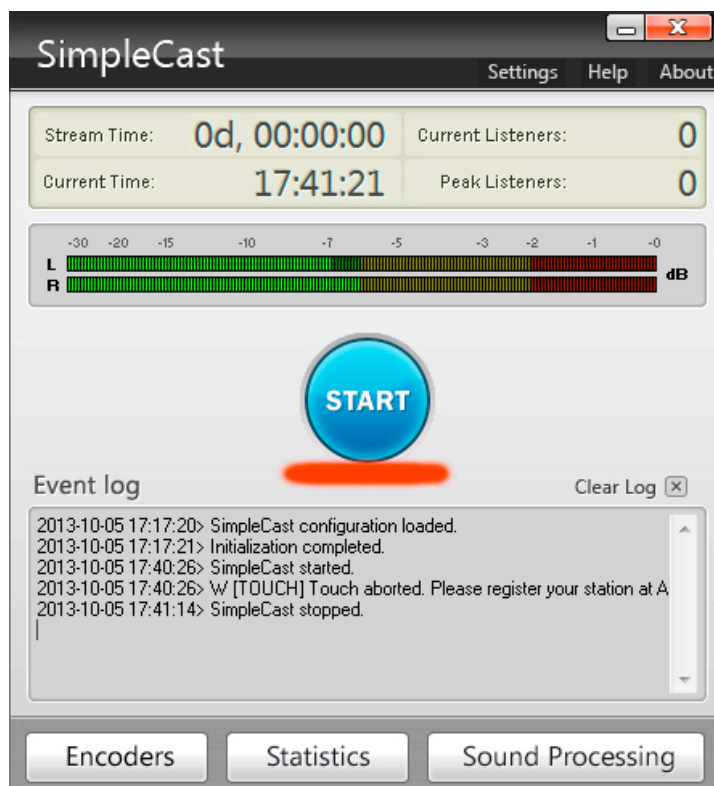 SimpleCast
Settings Help About
Stream Time: 0d, 00:00:00 Current Listeners: 0
Current Time: 17:41:21 Peak Listeners: 0
-30 -20 -15 -10 -7 -5 -3 -2 -1 -0
L
R
dB
START
Event log Clear Log
2013-10-05 17:17:20> SimpleCast configuration loaded.
2013-10-05 17:17:21> Initialization completed.
2013-10-05 17:40:26> SimpleCast started.
2013-10-05 17:40:26> W [TOUCH] Touch aborted. Please register your station at A
2013-10-05 17:41:14> SimpleCast stopped.
Encoders Statistics Sound Processing